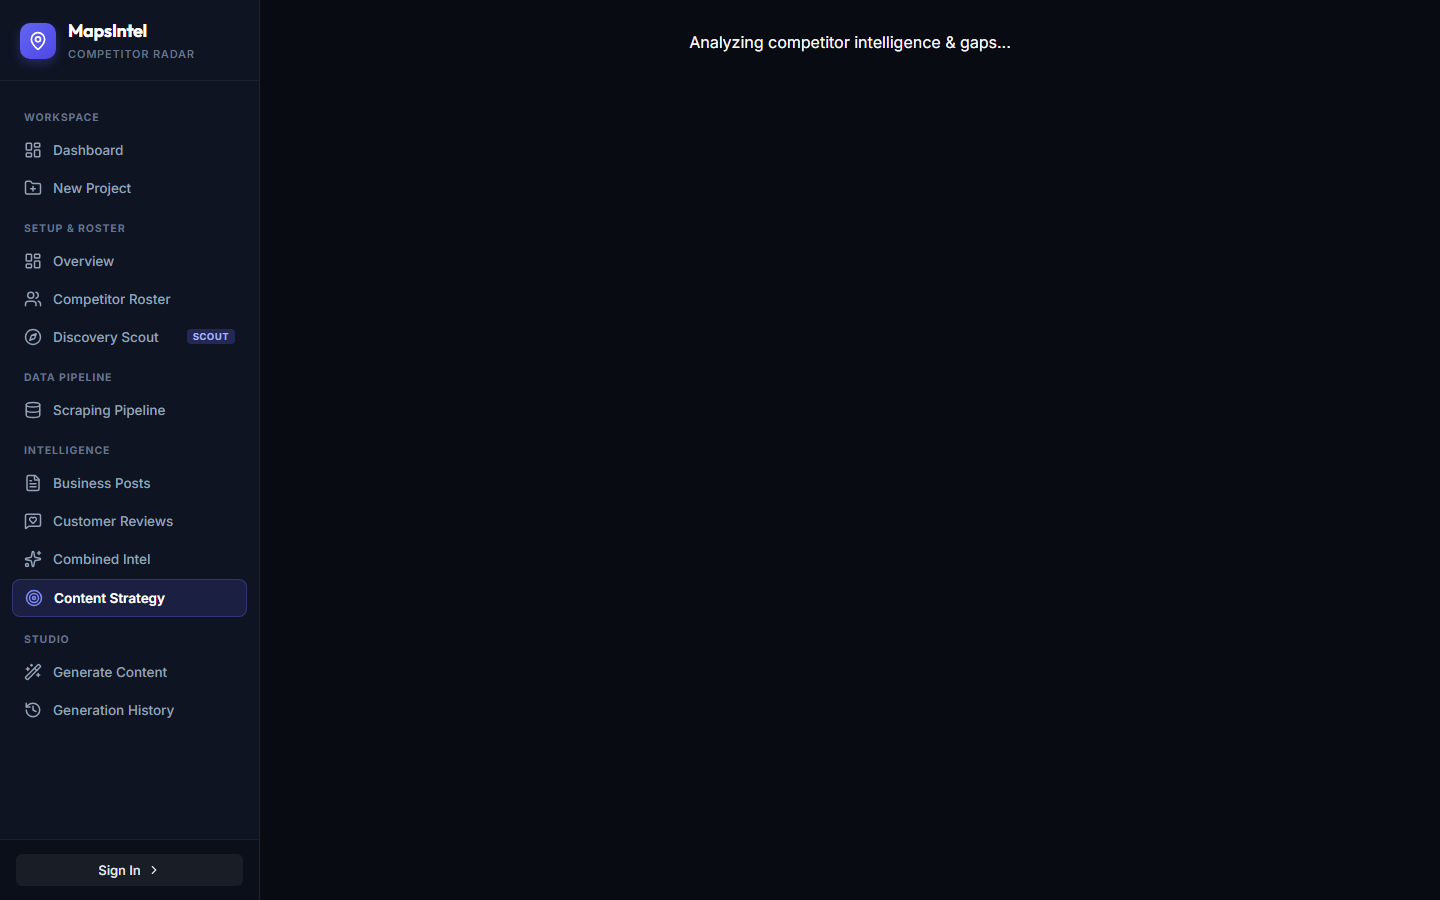 MapsIntel
COMPETITOR RADAR
WORKSPACE
Dashboard
New Project
SETUP & ROSTER
Overview
Competitor Roster
Discovery Scout SCOUT
DATA PIPELINE
Scraping Pipeline
INTELLIGENCE
Business Posts
Customer Reviews
Combined Intel
Content Strategy
STUDIO
Generate Content
Generation History
Sign In
Analyzing competitor intelligence & gaps...